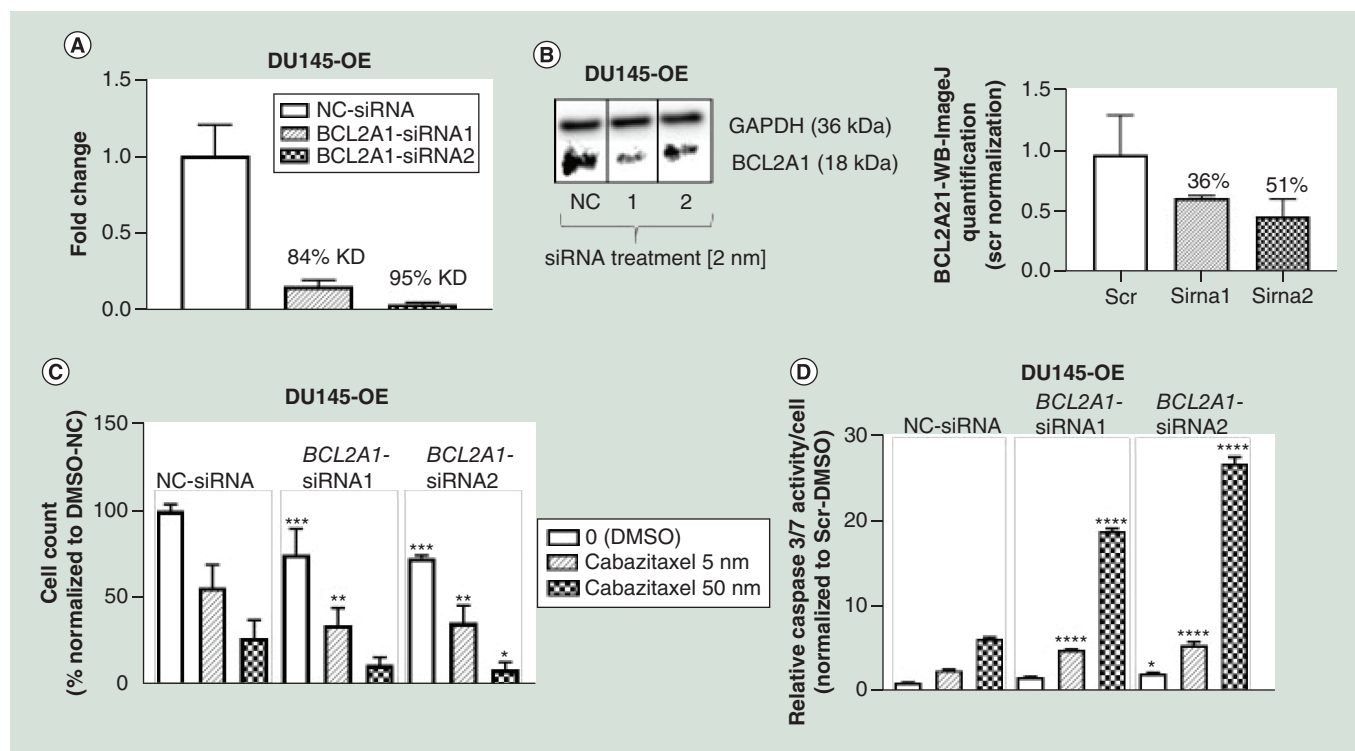 A
DU145-OE
Fold change
1.5
1.0
0.5
0.0
NC-siRNA
BCL2A1-siRNA1
BCL2A1-siRNA2
84% KD
95% KD
B
DU145-OE
GAPDH (36 kDa)
BCL2A1 (18 kDa)
NC 1 2
siRNA treatment [2 nm]
BCL2A21-WB-ImageJ
quantification
(scr normalization)
1.5
1.0
0.5
0.0
36%
51%
Scr Sirna1 Sirna2
C
DU145-OE
Cell count
(% normalized to DMSO-NC)
150
100
50
0
NC-siRNA
BCL2A1-
siRNA1
BCL2A1-
siRNA2
***
**
***
**
*
0 (DMSO)
Cabazitaxel 5 nm
Cabazitaxel 50 nm
D
DU145-OE
Relative caspase 3/7 activity/cell
(normalized to Scr-DMSO)
30
20
10
0
NC-siRNA
BCL2A1-
siRNA1
BCL2A1-
siRNA2
****
****
*
****
****